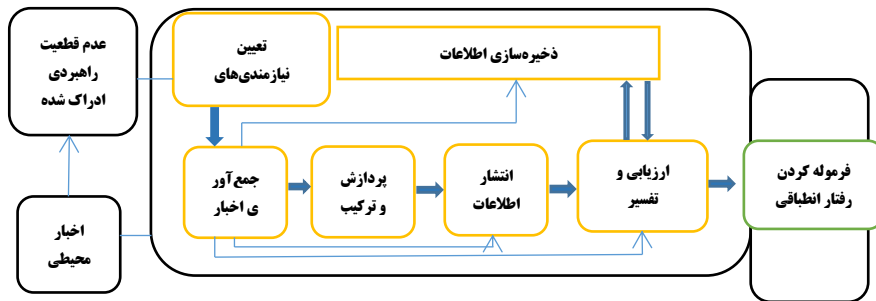 عدم قطعیت
راهبردی
ادراک شده
تعیین
نیازمندی‌های
ذخیره‌سازی اطلاعات
جمع‌آور
ی اخبار
پردازش
و ترکیب
انتشار
اطلاعات
ارزیابی و
تفسیر
فرموله کردن
رفتار انطباقی
اخبار
محیطی